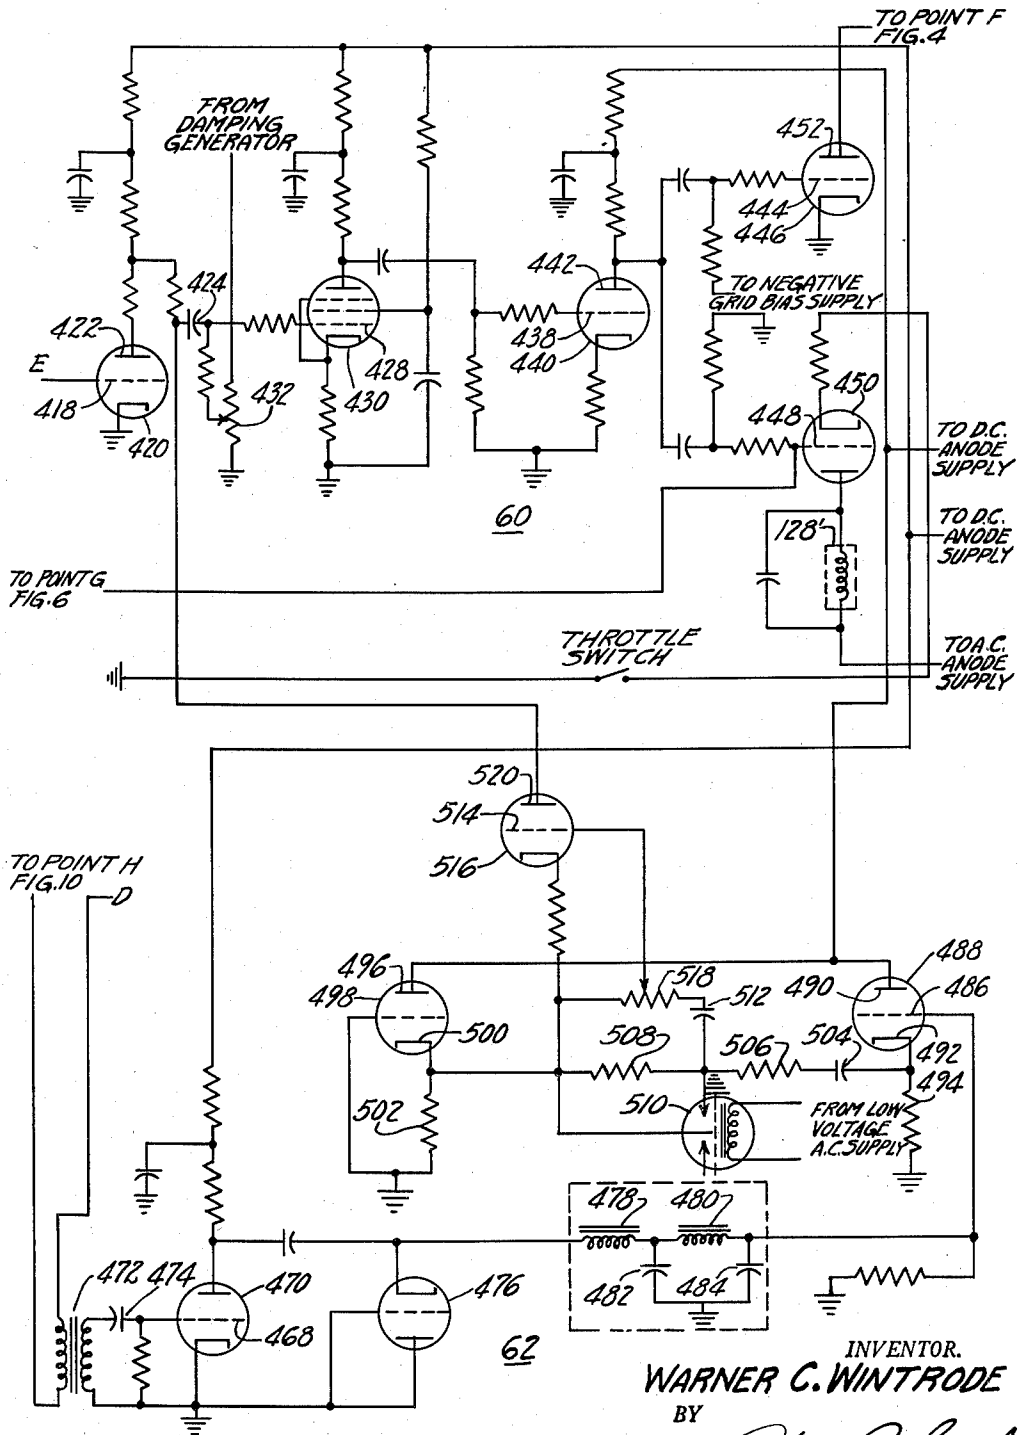 TO POINT F
FIG.4
FROM
DAMPING
GENERATOR
452
444
446
442
TO NEGATIVE
GRID BIAS SUPPLY
424
422
E
418
420
432
428
430
438
440
450
448
TO D.C.
ANODE
SUPPLY
60
128'
TO D.C.
ANODE
SUPPLY
TO POINT G
FIG.6
THROTTLE
SWITCH
TO A.C.
ANODE
SUPPLY
520
514
516
TO POINT H
FIG.10
D
496
498
500
518
512
490
488
486
508
506
504
492
494
502
510
FROM LOW
VOLTAGE
A.C. SUPPLY
478
480
472
474
470
476
482
484
468
62
INVENTOR.
WARNER C. WINTRODE
BY